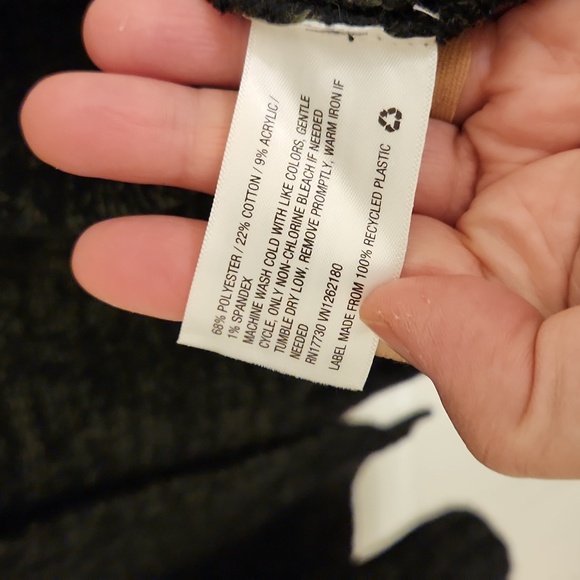 68% POLYESTER / 22% COTTON / 9% ACRYLIC /
1% SPANDEX
MACHINE WASH COLD WITH LIKE COLORS, GENTLE
CYCLE, ONLY NON-CHLORINE BLEACH IF NEEDED
TUMBLE DRY LOW, REMOVE PROMPTLY, WARM IRON IF
NEEDED
RN17730 VN1262180
LABEL MADE FROM 100% RECYCLED PLASTIC